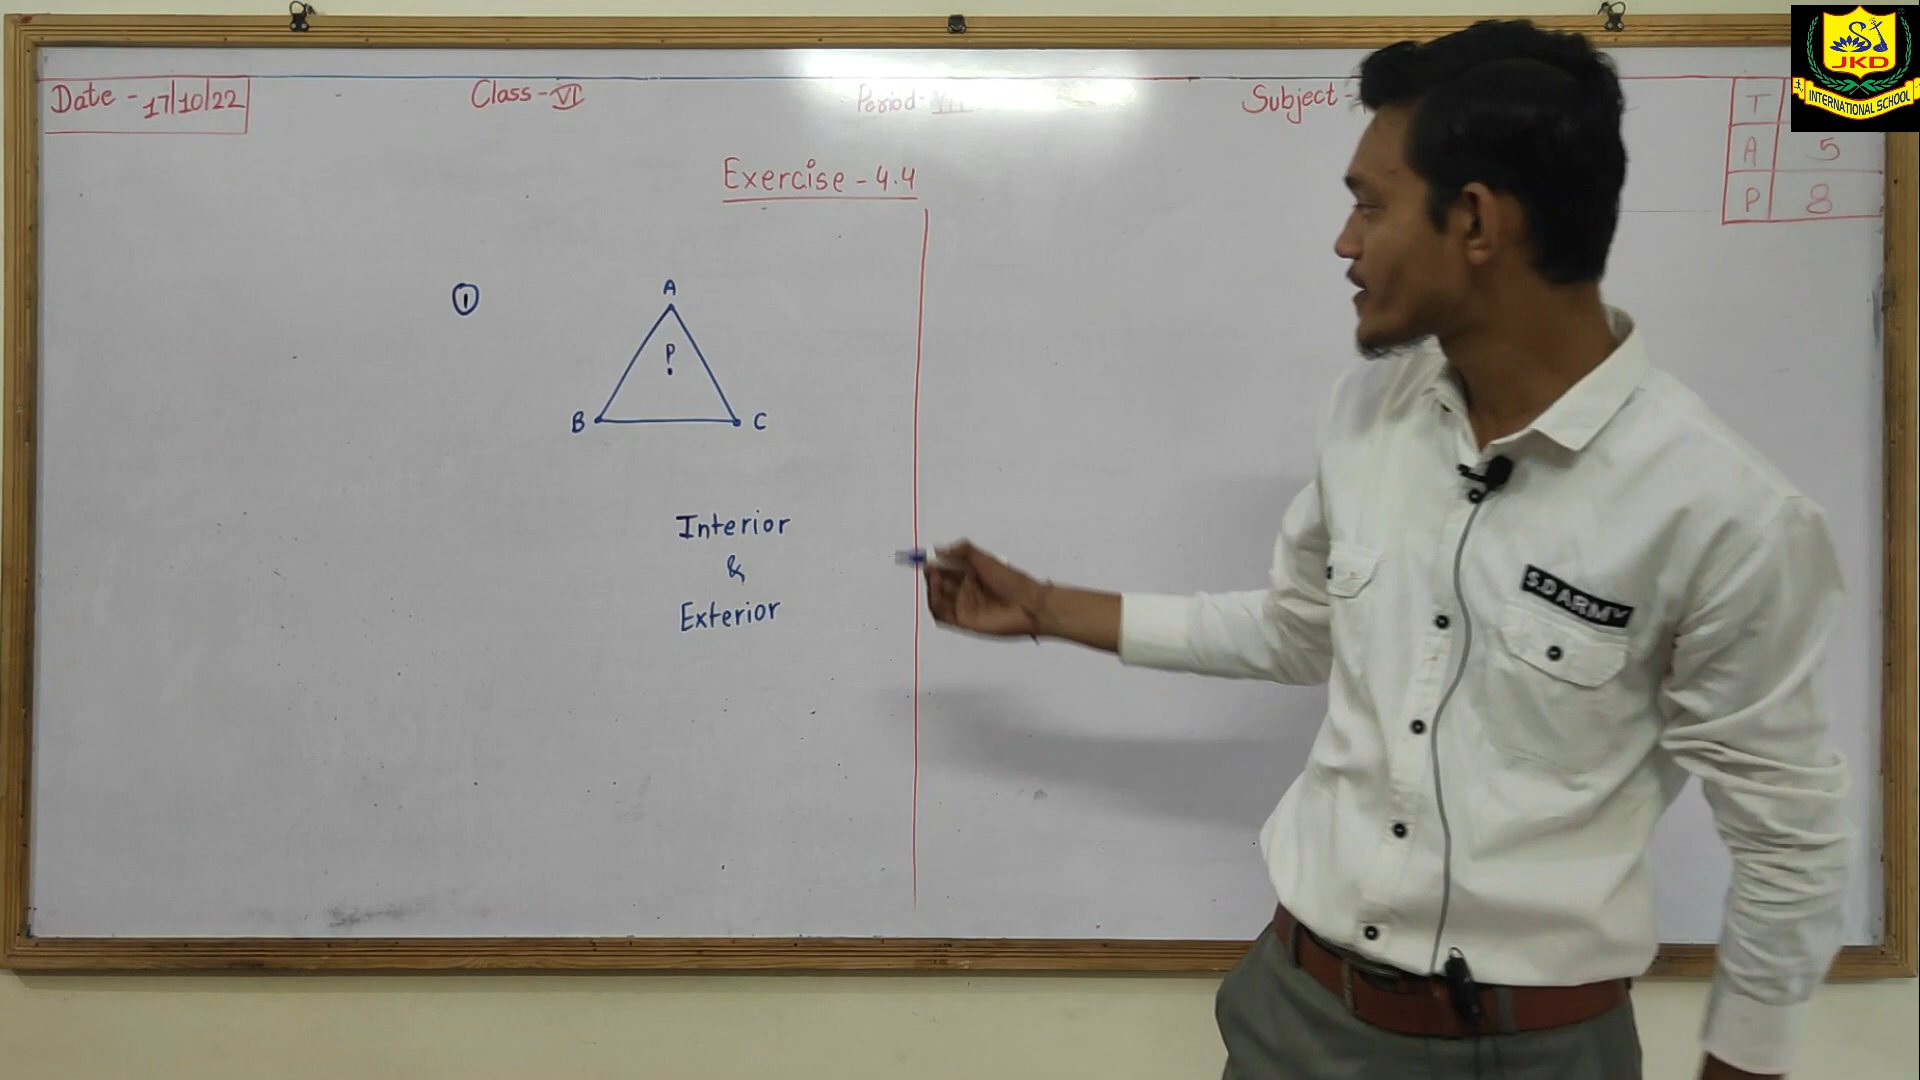 Date - 17/10/22
Class - VI
Period -
Subject -
T
A 5
P 8
JKD
INTERNATIONAL SCHOOL
Exercise - 4.4
①
A
P
B
C
Interior
&
Exterior
S.D ARMY